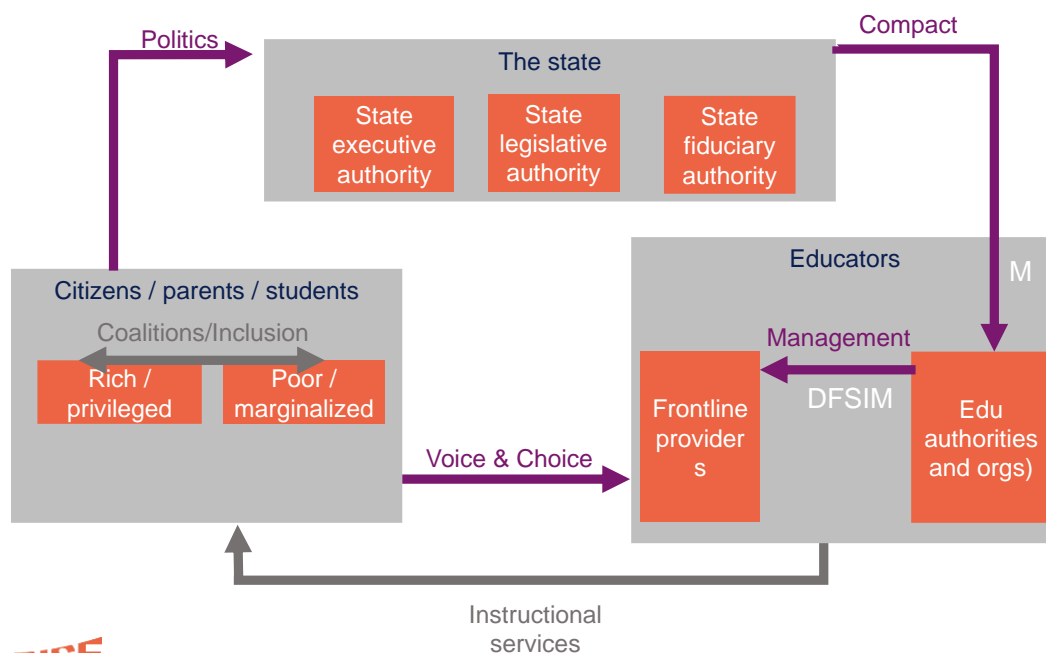 Politics
Compact
The state
State
executive
authority
State
legislative
authority
State
fiduciary
authority
Citizens / parents / students
Coalitions/Inclusion
Rich /
privileged
Poor /
marginalized
Voice & Choice
Educators
M
Management
DFSIM
Frontline
provider
s
Edu
authorities
and orgs)
Instructional
services